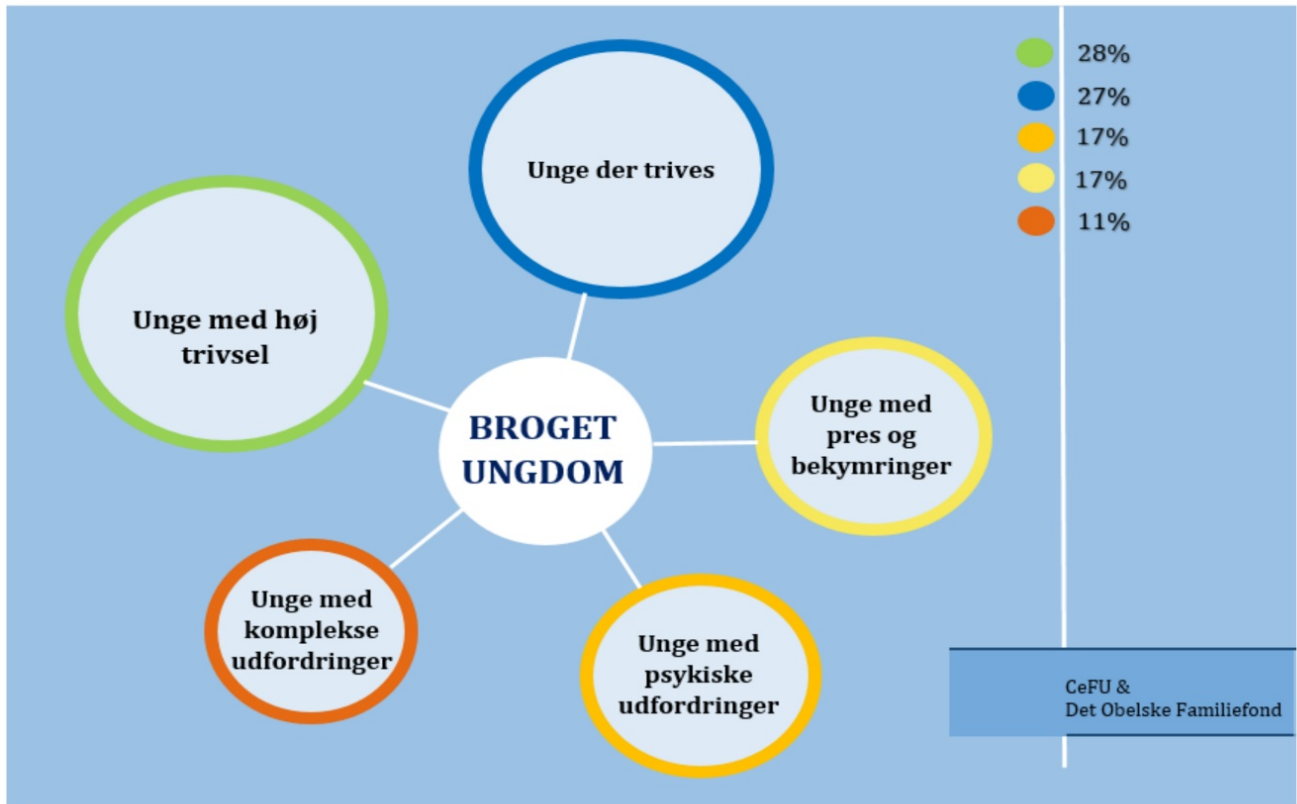 Unge der trives
Unge med høj
trivsel
BROGET
UNGDOM
Unge med
pres og
bekymringer
Unge med
komplekse
udfordringer
Unge med
psykiske
udfordringer
28%
27%
17%
17%
11%
CeFU &
Det Obelske Familiefond